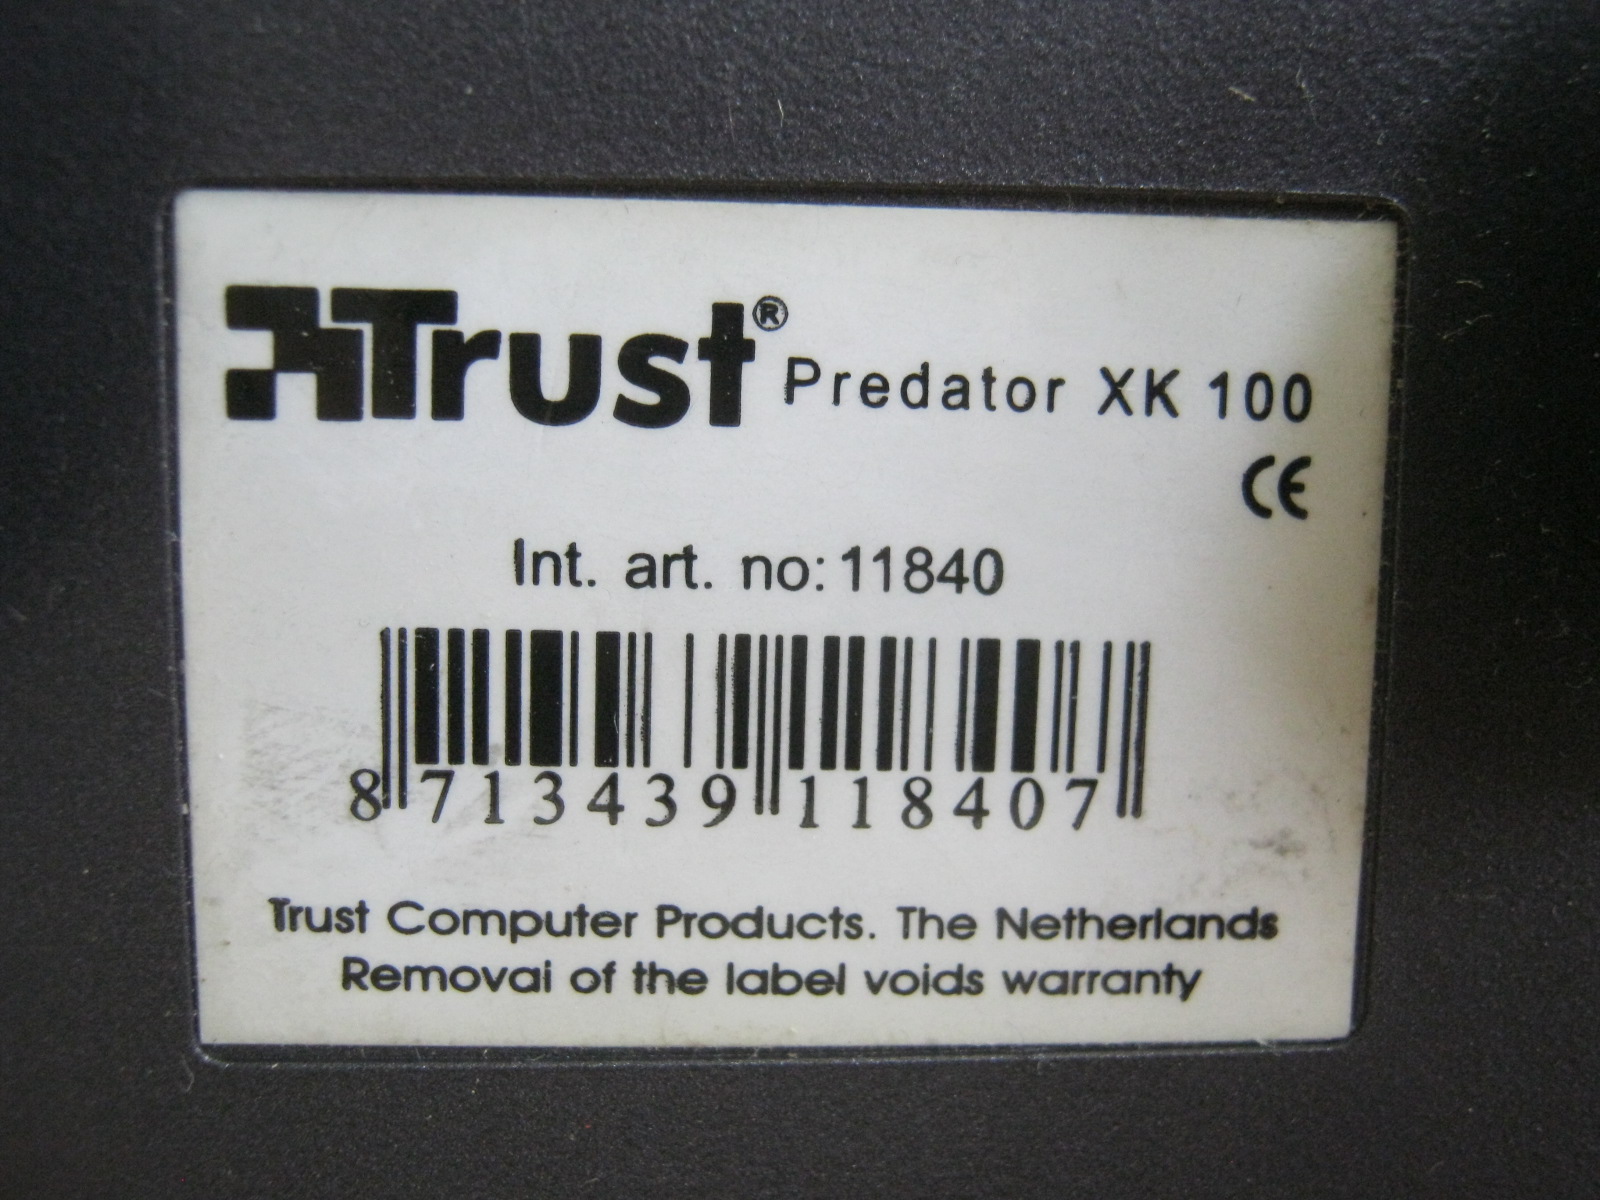 Trust® Predator XK 100
CE
Int. art. no: 11840
8 713439 118407
Trust Computer Products. The Netherlands
Removal of the label voids warranty